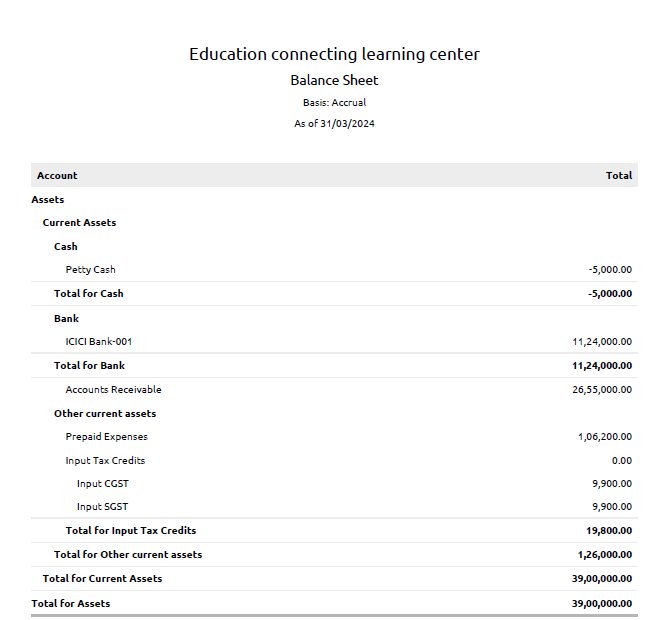 Education connecting learning center
Balance Sheet
Basis: Accrual
As of 31/03/2024
Account Total
Assets
Current Assets
Cash
Petty Cash -5,000.00
Total for Cash -5,000.00
Bank
ICICI Bank-001 11,24,000.00
Total for Bank 11,24,000.00
Accounts Receivable 26,55,000.00
Other current assets
Prepaid Expenses 1,06,200.00
Input Tax Credits 0.00
Input CGST 9,900.00
Input SGST 9,900.00
Total for Input Tax Credits 19,800.00
Total for Other current assets 1,26,000.00
Total for Current Assets 39,00,000.00
Total for Assets 39,00,000.00